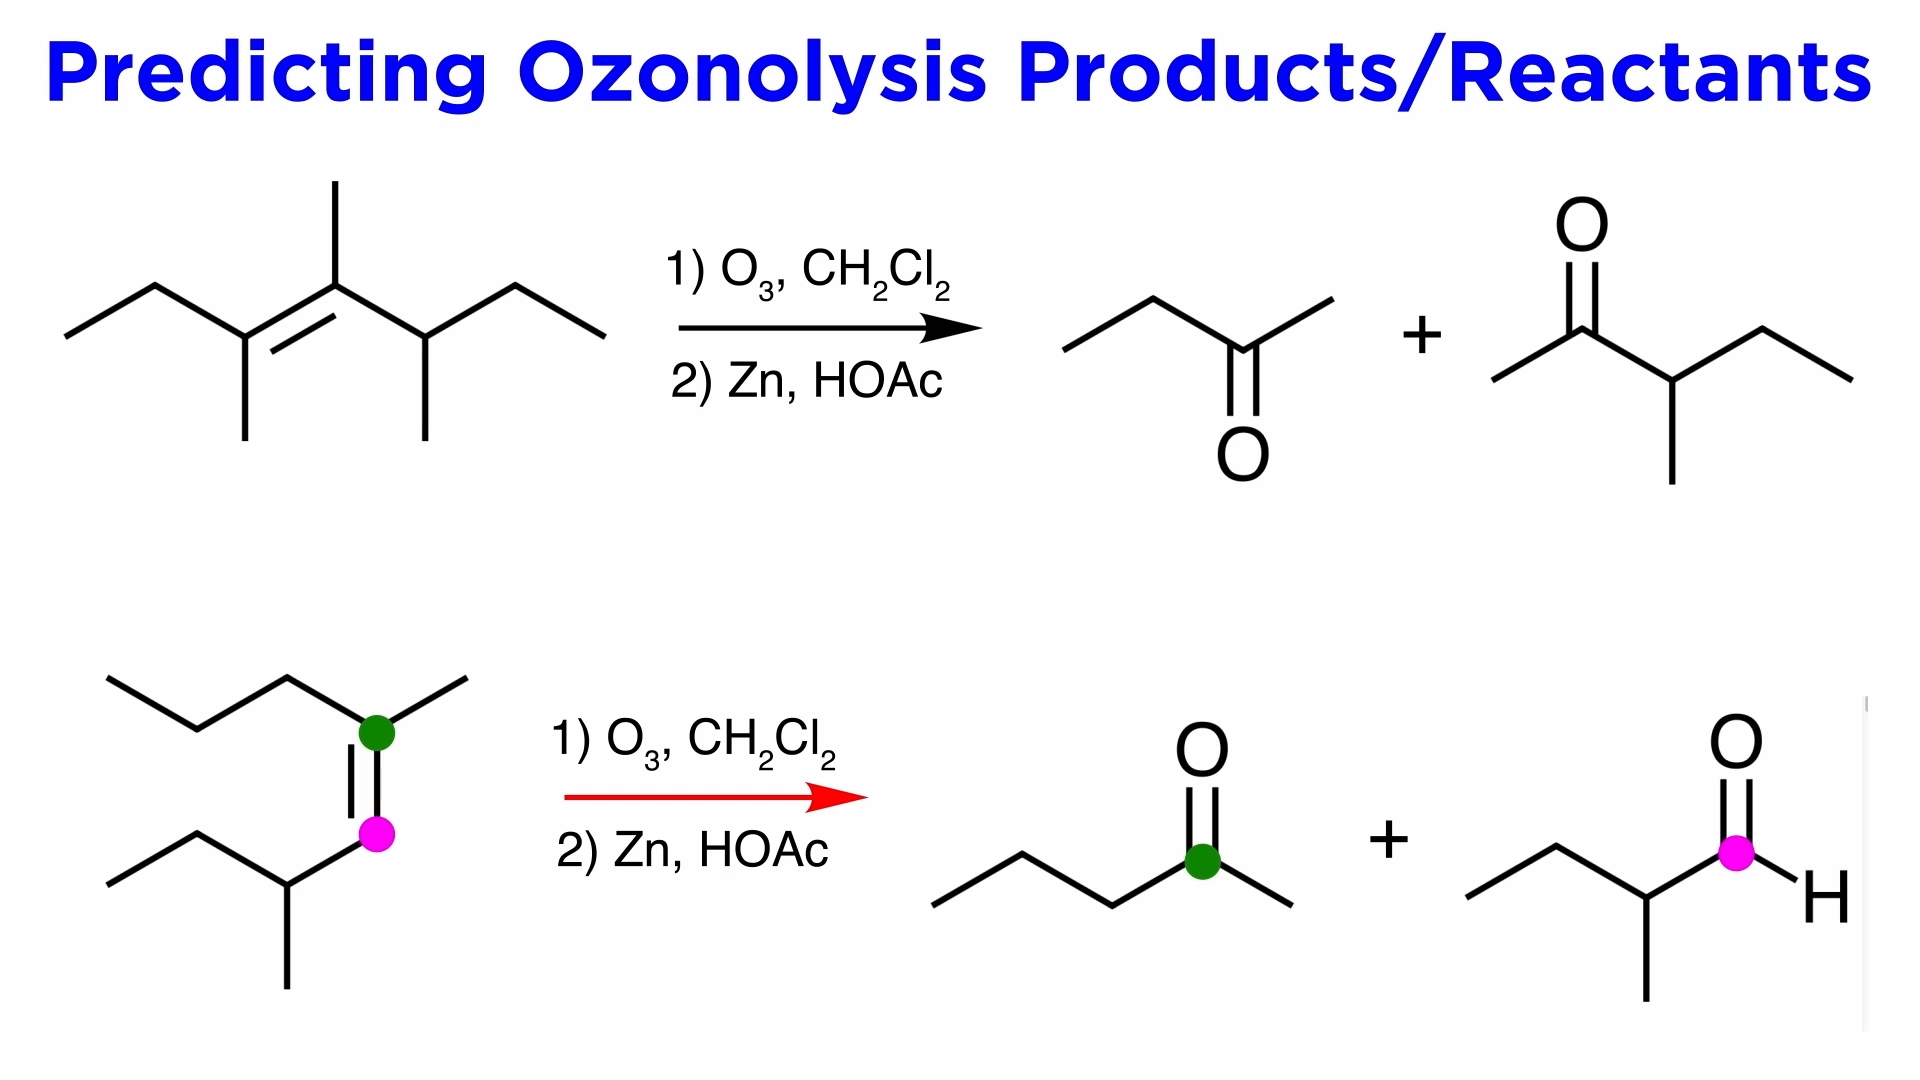 Predicting Ozonolysis Products/Reactants
1) O₃, CH₂Cl₂
2) Zn, HOAc
O
+
O
1) O₃, CH₂Cl₂
2) Zn, HOAc
O
+
O
H